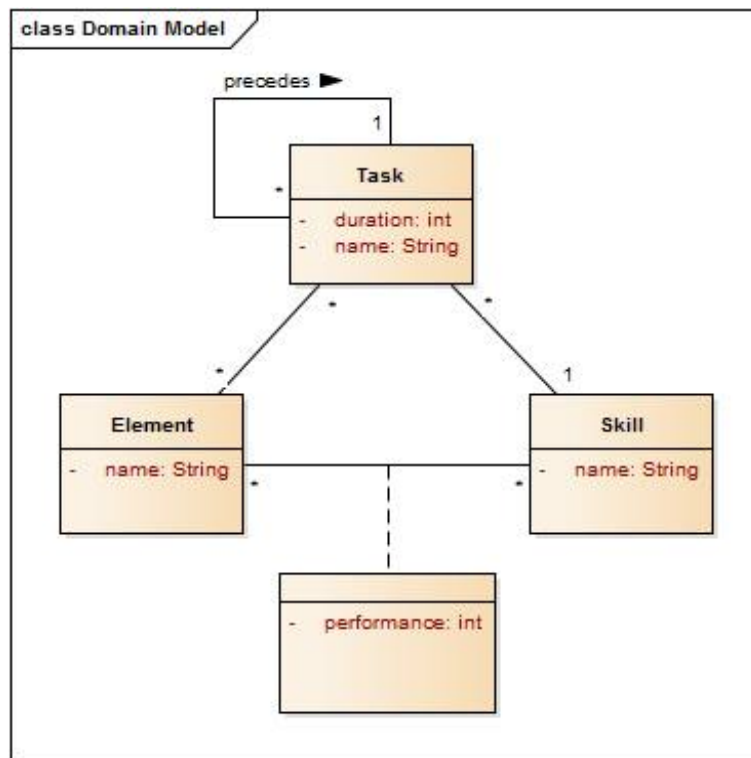 class Domain Model
precedes ►
1
Task
*
- duration: int
- name: String
* *
* 1
Element Skill
- name: String - name: String
* *
- performance: int